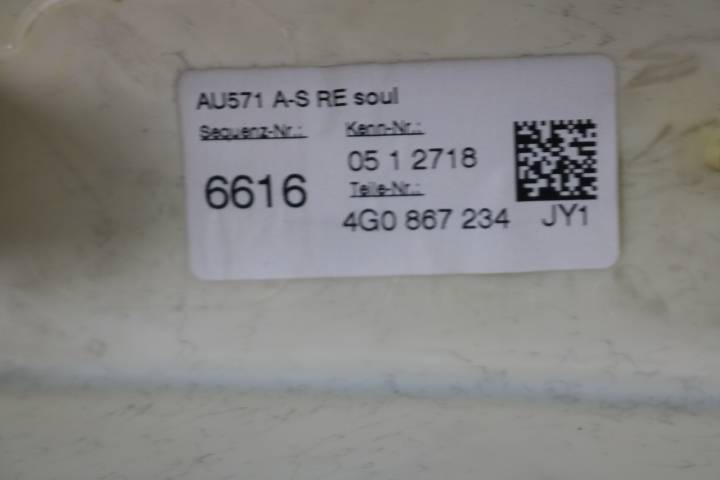 AU571 A-S RE soul
Sequenz-Nr.: Kenn-Nr.:
05 1 2718
6616 Teile-Nr.:
4G0 867 234 JY1